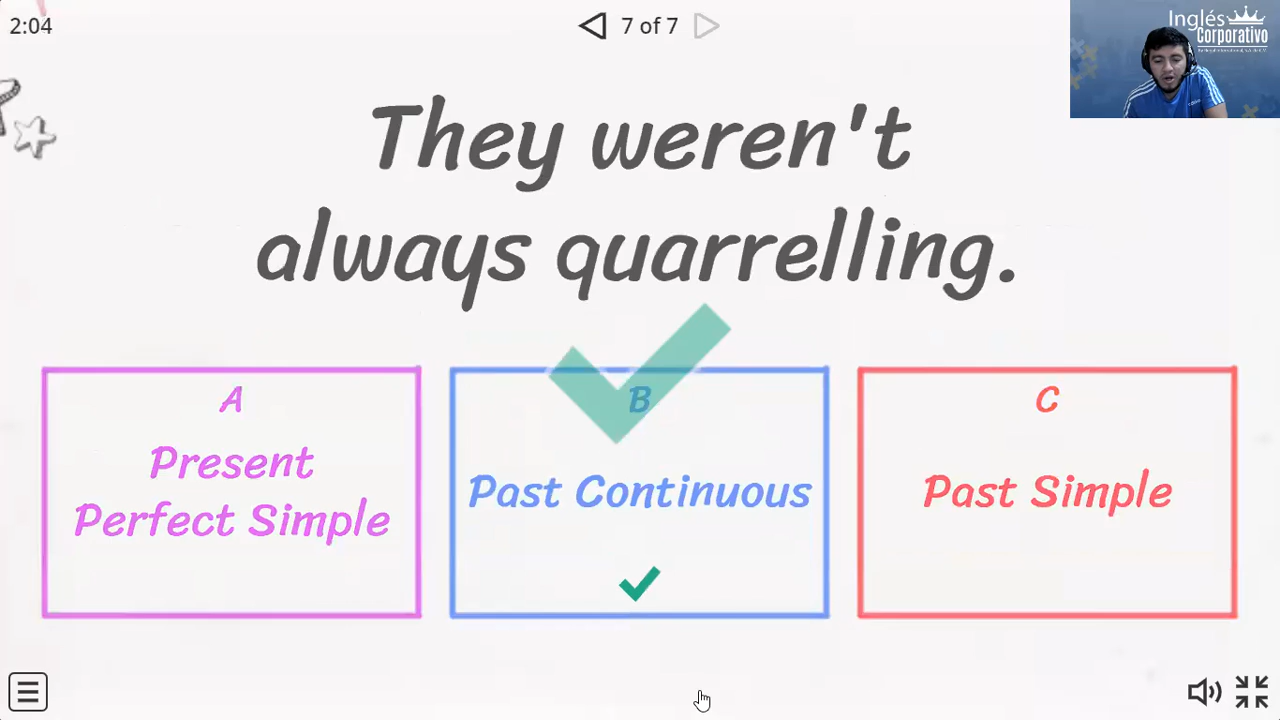 2:04
7 of 7
Inglés
Corporativo
They weren't
always quarrelling.
A
Present
Perfect Simple
B
Past Continuous
C
Past Simple